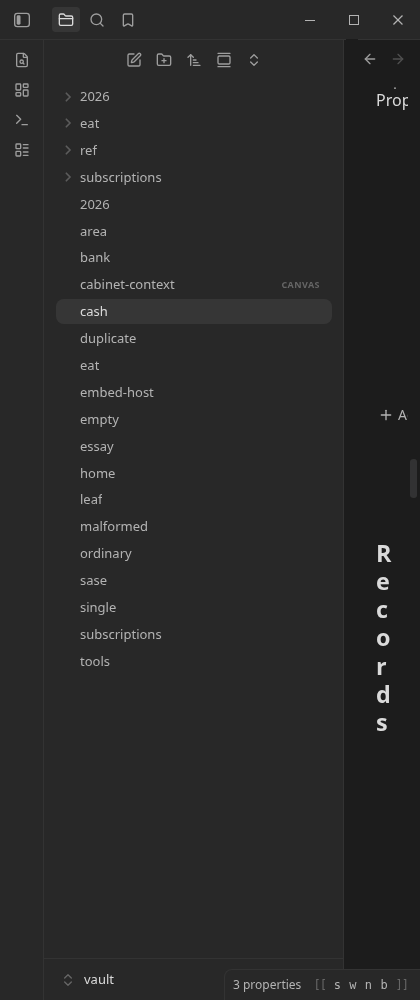 Prop
2026
eat
ref
subscriptions
2026
area
bank
cabinet-context CANVAS
cash
duplicate
eat
embed-host
empty
essay
home
leaf
malformed
ordinary
sase
single
subscriptions
tools
+ A
R
e
c
o
r
d
s
vault
3 properties [[ s w n b ]]